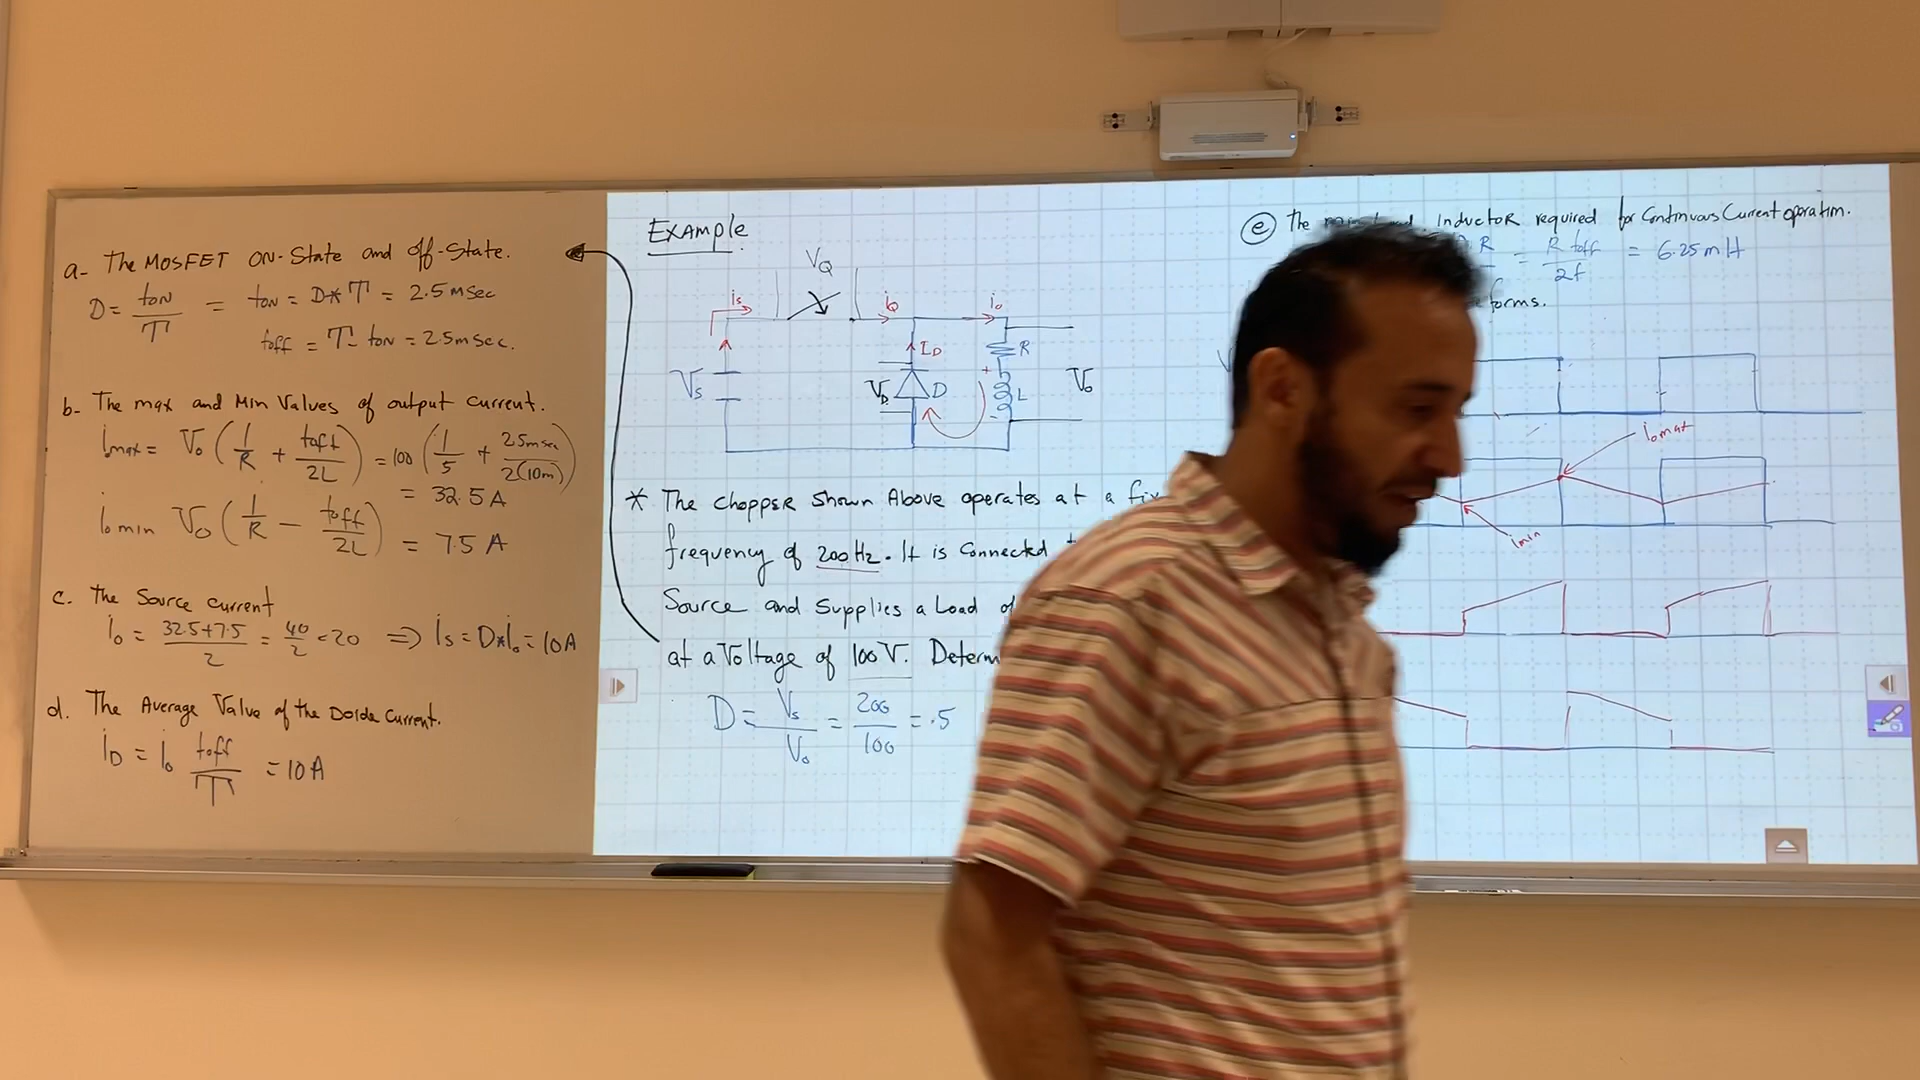 a- The MOSFET ON-State and off-State.
D = ton/T = ton = D*T = 2.5 msec
toff = T - ton = 2.5 msec.
b- The max and Min Values of output current.
imax = Vo (1/R + toff/2L) = 100 (1/5 + 2.5msec/2(10m))
= 32.5 A
iomin Vo (1/R - toff/2L) = 7.5 A
c. The Source current
io = 32.5+7.5/2 = 40/2 = 20 ⇒ is = D*io = 10A
d. The Average Value of the Doide Current.
iD = io toff/T = 10 A
Example
VQ
is
iQ
io
ID
R
Vs
VD
D
L
+
-
Vo
* The Chopper Shown Above operates at a
frequency of 200 Hz. It is Connected
Source and Supplies a Load of
at a Voltage of 100 V.
D = Vs/Vo = 200/100 = .5
e The Inductor required for Continuous Current operation.
R = R toff/2f = 6.25 mH
forms.
iomax
imin